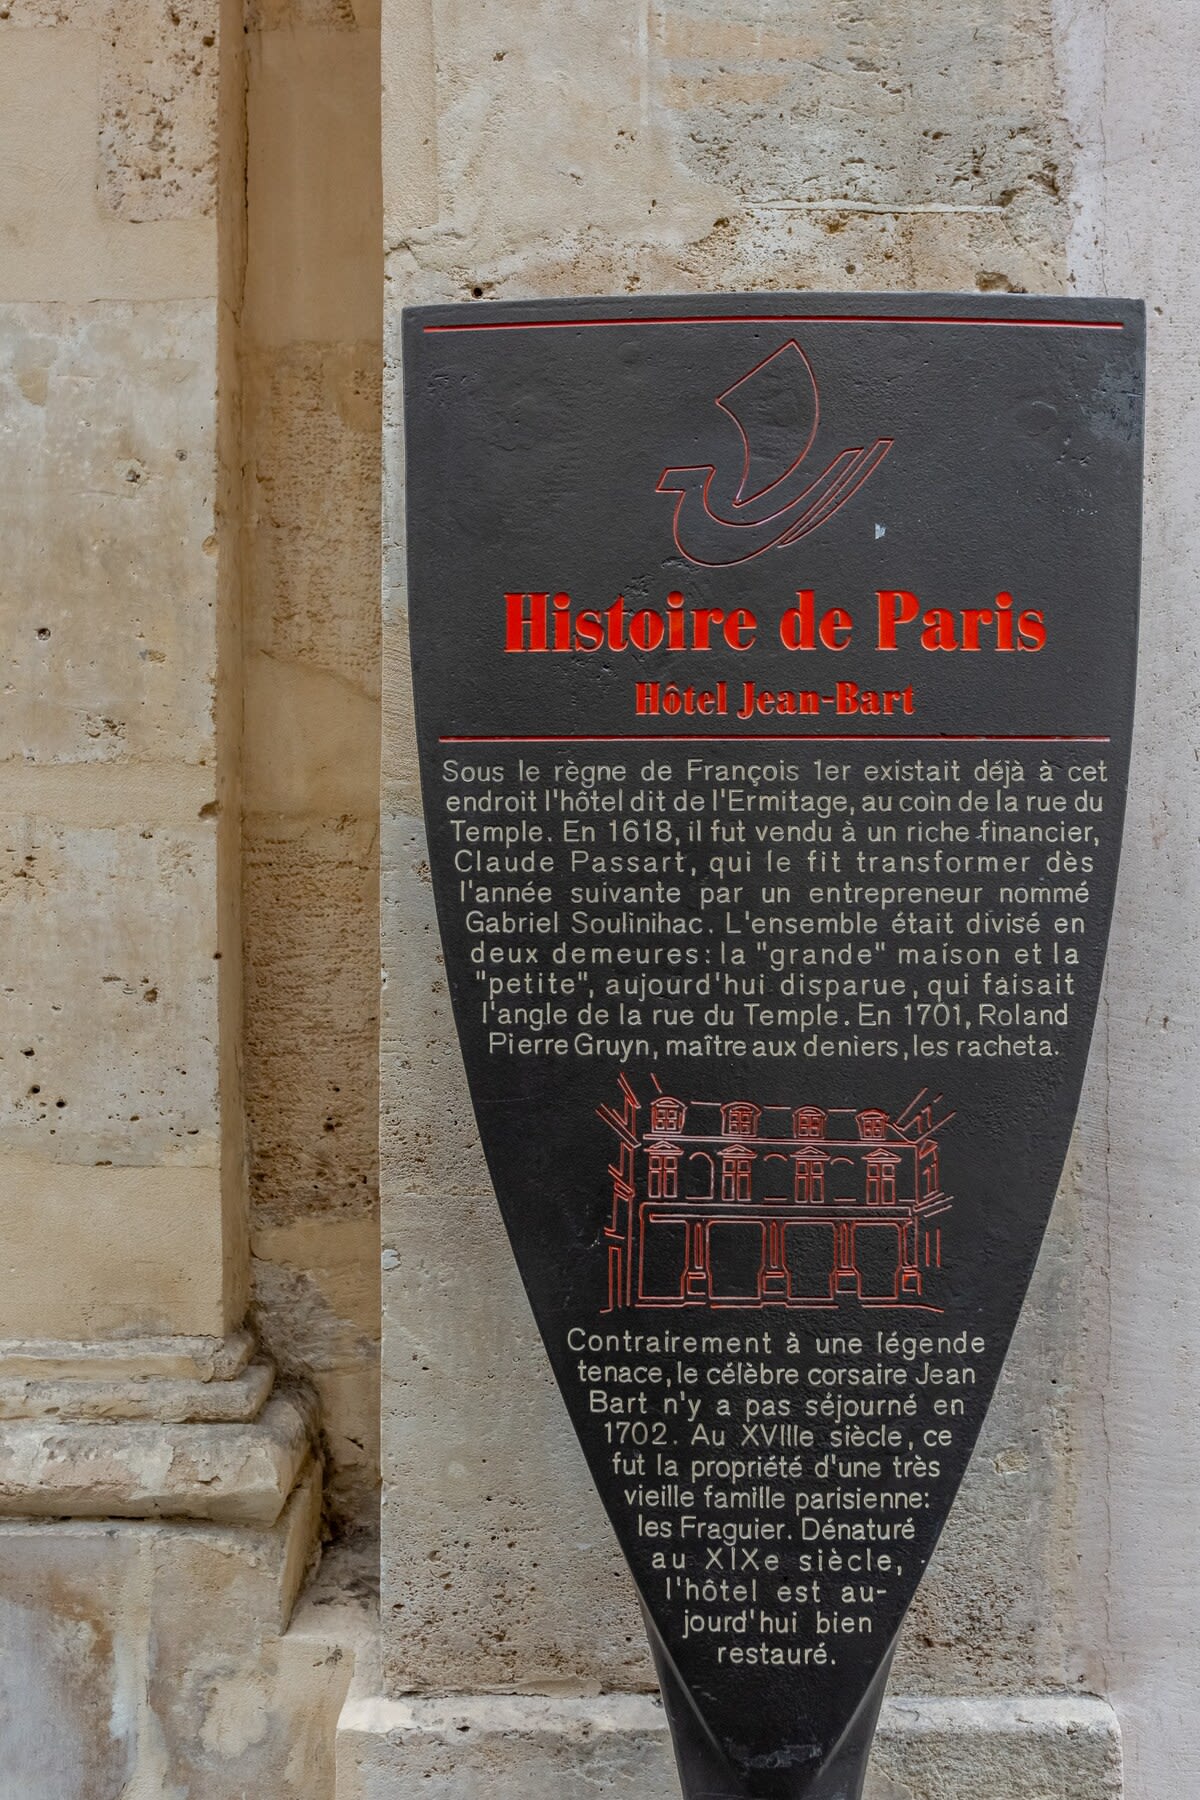 Histoire de Paris
Hôtel Jean-Bart
Sous le règne de François 1er existait déjà à cet
endroit l'hôtel dit de l'Ermitage, au coin de la rue du
Temple. En 1618, il fut vendu à un riche financier,
Claude Passart, qui le fit transformer dès
l'année suivante par un entrepreneur nommé
Gabriel Soulinihac. L'ensemble était divisé en
deux demeures: la "grande" maison et la
"petite", aujourd'hui disparue, qui faisait
l'angle de la rue du Temple. En 1701, Roland
Pierre Gruyn, maître aux deniers, les racheta.
Contrairement à une légende
tenace, le célèbre corsaire Jean
Bart n'y a pas séjourné en
1702. Au XVIIIe siècle, ce
fut la propriété d'une très
vieille famille parisienne:
les Fraguier. Dénaturé
au XIXe siècle,
l'hôtel est au-
jourd'hui bien
restauré.